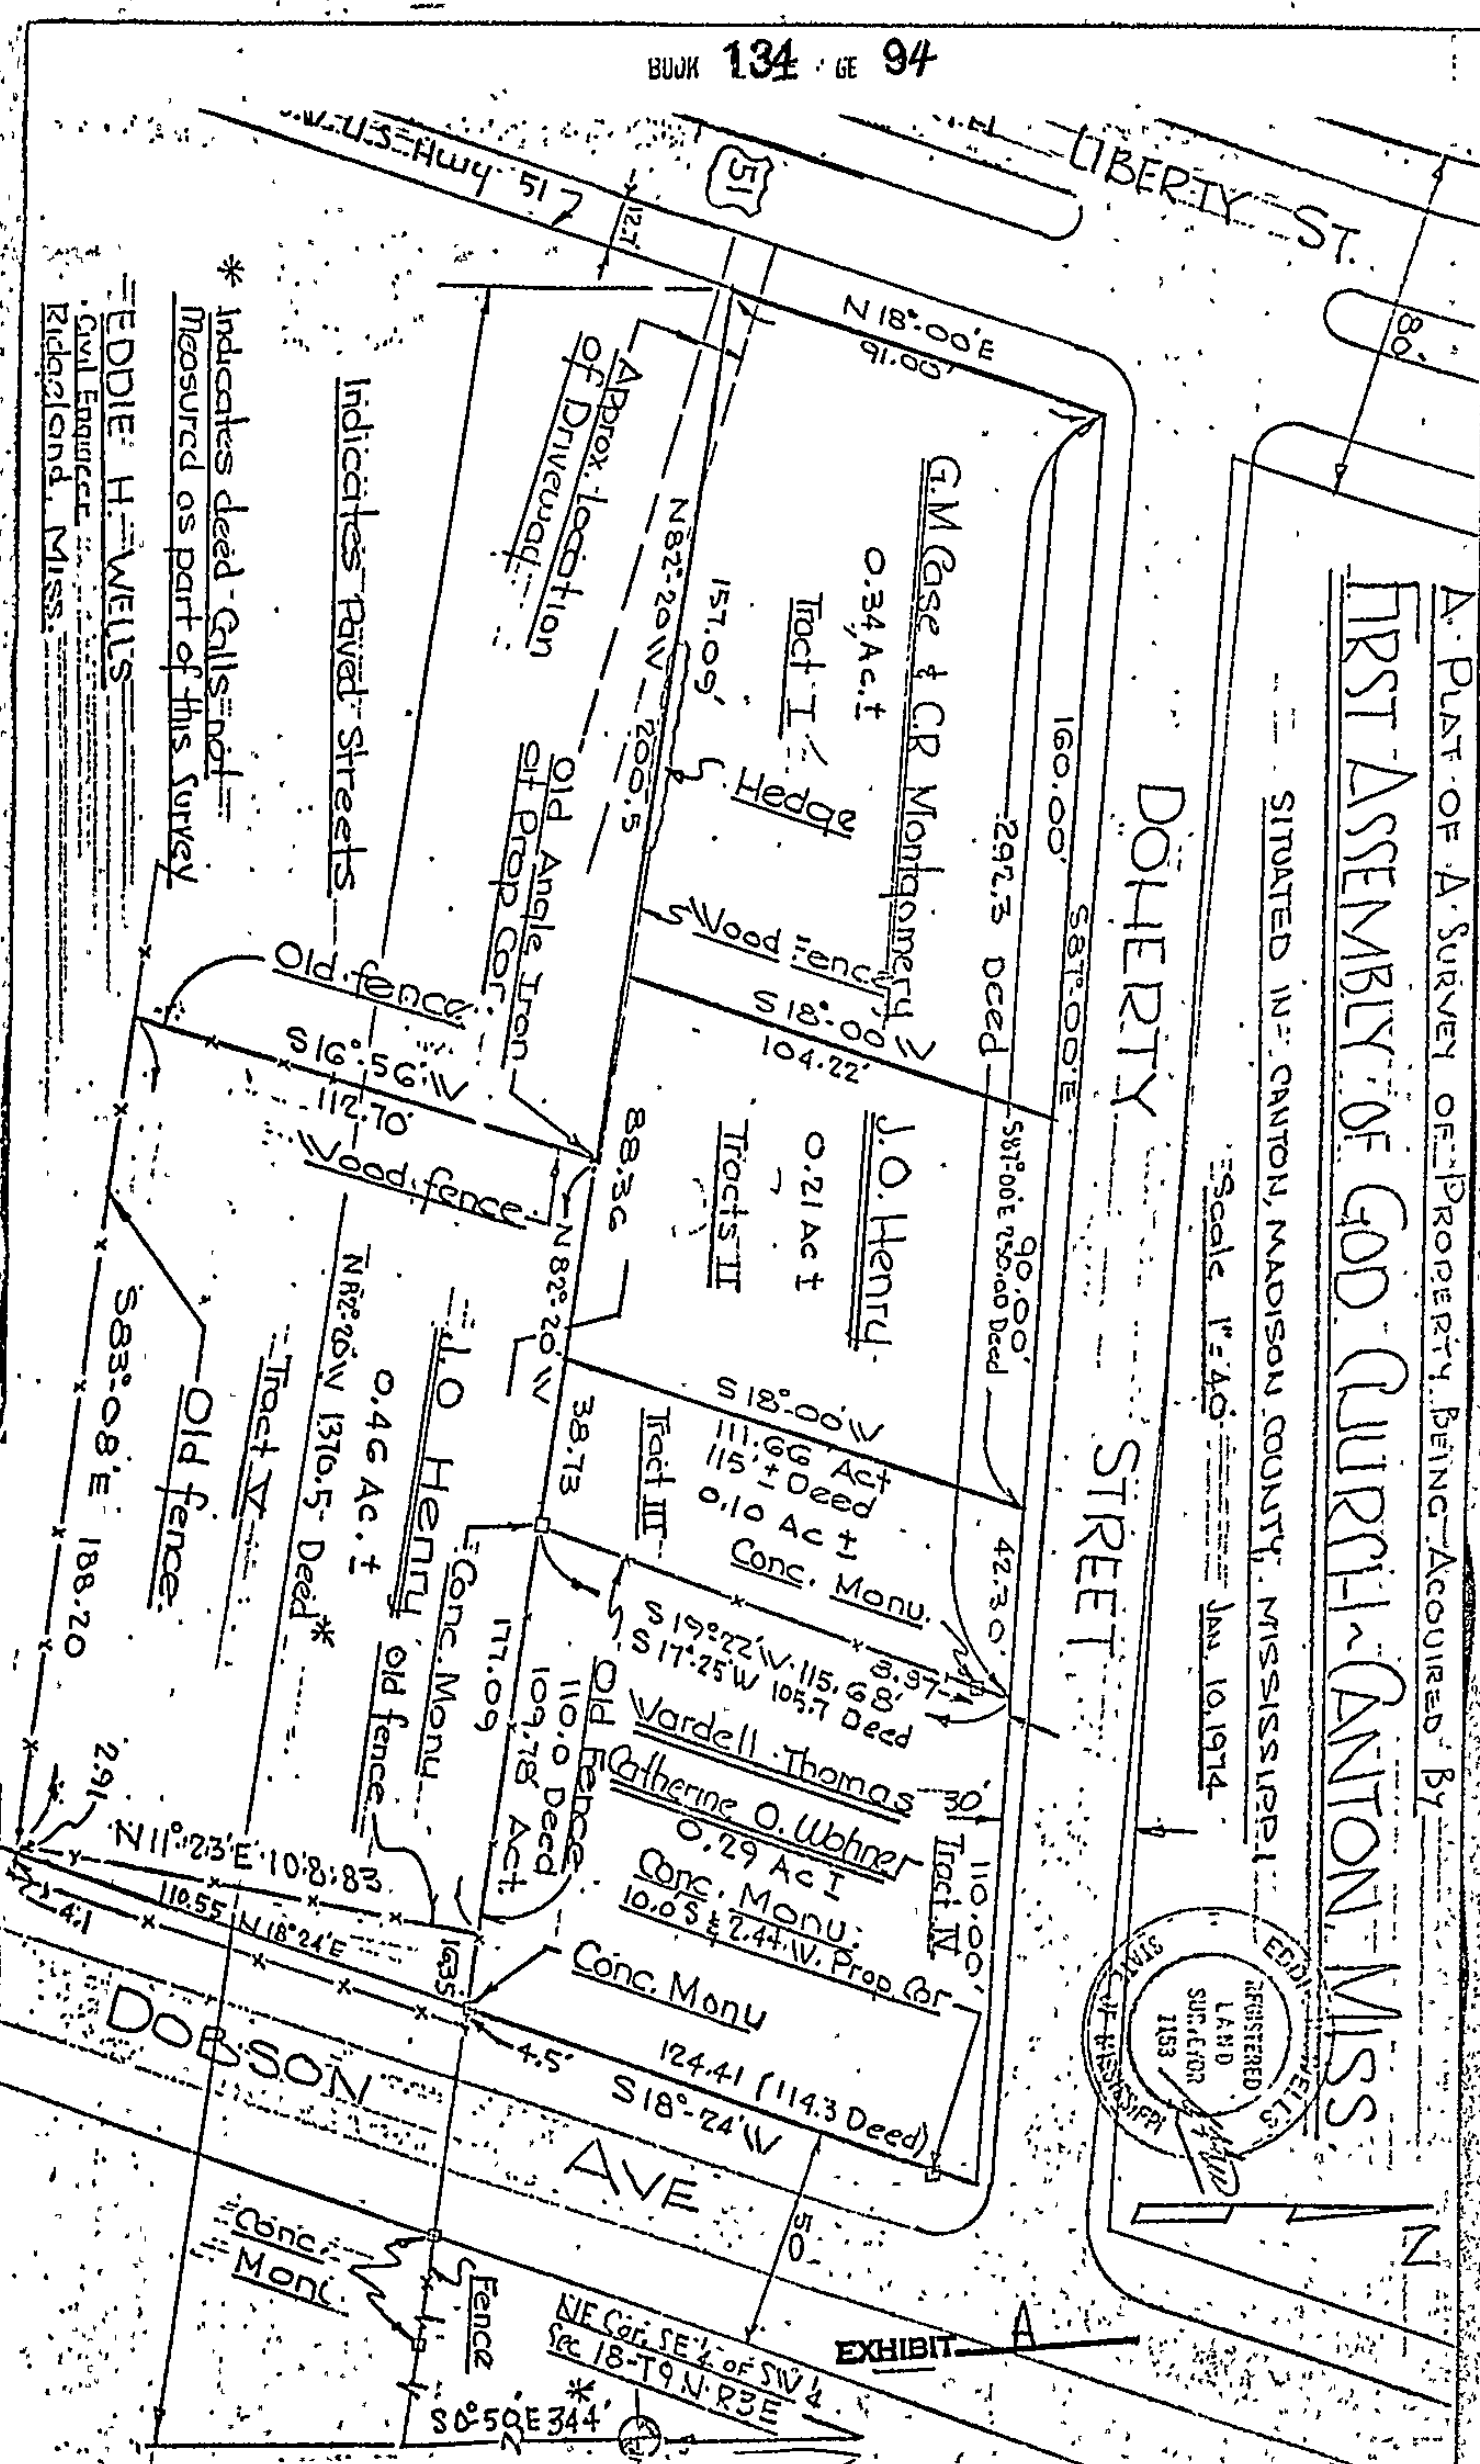 BOOK 134 GE 94
A PLAT OF A SURVEY OF PROPERTY BEING ACQUIRED BY
FIRST ASSEMBLY OF GOD CHURCH CANTON, MISS
SITUATED IN CANTON, MADISON COUNTY, MISSISSIPPI
Scale 1"=40' JAN. 10, 1974
EDDIE WELLS
REGISTERED
LAND
SURVEYOR
1153
STATE OF MISSISSIPPI
N
LIBERTY ST.
80'
51
U.S. Hwy 51
12.7
DOHERTY STREET
N 18°-00' E
91.00'
160.00'
S 87°-00' E
292.3 Deed
S87°-00'E 250.00 Deed
90.00'
42.30'
30'
110.00'
G.M Case & C.R Montgomery
0.34 Ac. ±
Tract I
Hedge
Wood Fence
157.09'
N 82°-20' W 200.5
S 18°-00' W
104.22'
J.O. Henry
0.21 Ac ±
Tracts II
88.36
N 82°-20' W
S 18°-00' W
111.66' Act
115' ± Deed
0.10 Ac ±
Tract III
38.73
Conc. Monu.
8.97
S 19°-22' W 115.68'
S 17°-25' W 105.7 Deed
Vardell Thomas
Catherine O. Wohner
0.29 Ac ±
Tract IV
Conc. Monu.
10.0'S & 2.44 W. Prop Cor
Old Fence
110.0 Deed
109.78 Act.
177.09
Conc. Monu
124.41 (114.3 Deed)
S 18°-24' W
4.5'
16.35
Approx. Location
Of Driveway
Old Angle Iron
at Prop Cor.
Old fence
S 16°-56' W
112.70'
Wood fence
J.O Henry
0.46 Ac. ±
N 82°-20' W 1370.5 Deed *
Tract V
Conc. Monu
old fence
Old fence
S 83°-08' E 188.20
2.91
N 11°-23' E 108.83
110.55 N 18°-24' E
4.1
DOBSON AVE
50'
Conc.
Mon.
Fence
NE Cor. SE ¼ OF SW ¼
Sec 18-T9N-R3E
*
S 0°-50' E 344'
EXHIBIT A
Indicates Paved Streets
* Indicates deed Calls not
Measured as part of this Survey
EDDIE H. WELLS
Civil Engineer
Ridgeland, Miss.